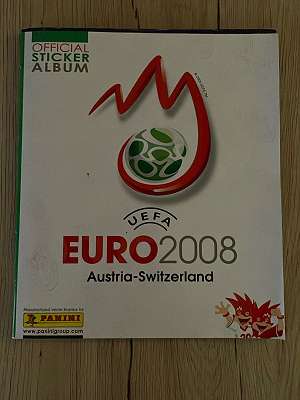 OFFICIAL
STICKER
ALBUM
UEFA
EURO2008
Austria-Switzerland
PANINI
www.paninigroup.com